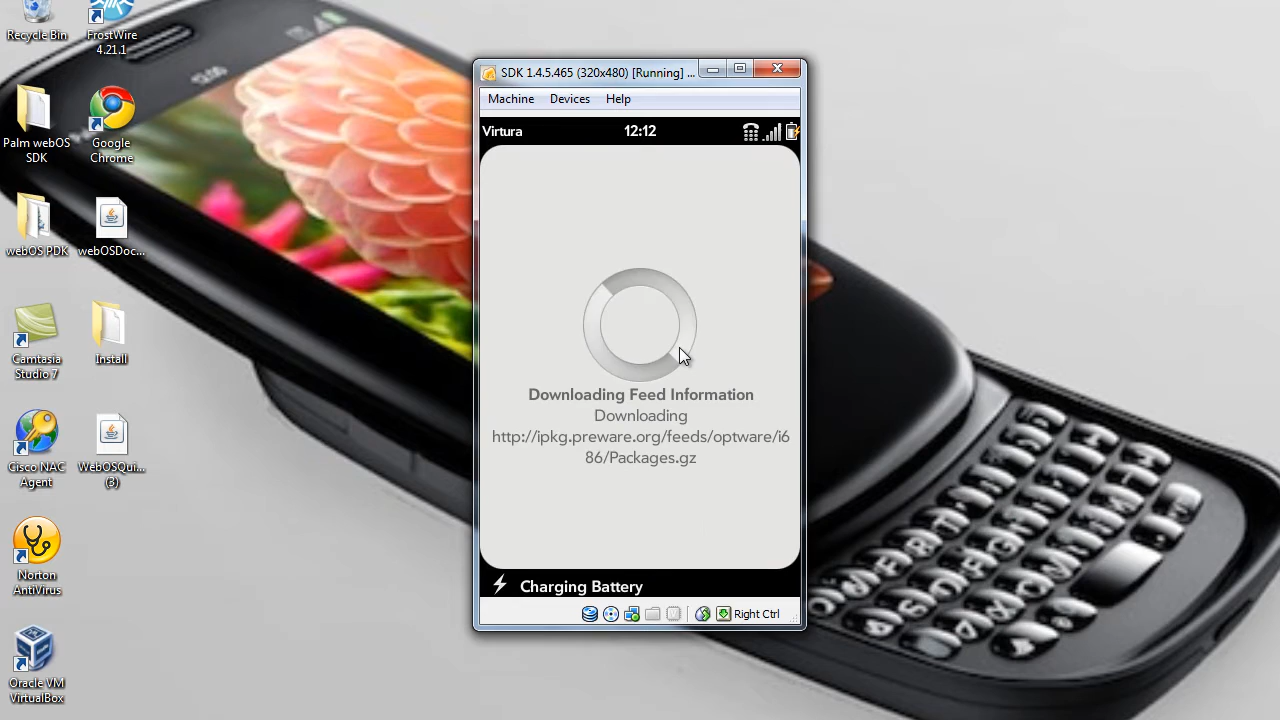 Recycle Bin
FrostWire
4.21.1
Palm webOS
SDK
Google
Chrome
webOS PDK
webOSDoc...
Camtasia
Studio 7
Install
Cisco NAC
Agent
WebOSQui...
(3)
Norton
AntiVirus
Oracle VM
VirtualBox
SDK 1.4.5.465 (320x480) [Running] ...
Machine Devices Help
Virtura 12:12
Downloading Feed Information
Downloading
http://ipkg.preware.org/feeds/optware/i6
86/Packages.gz
Charging Battery
Right Ctrl